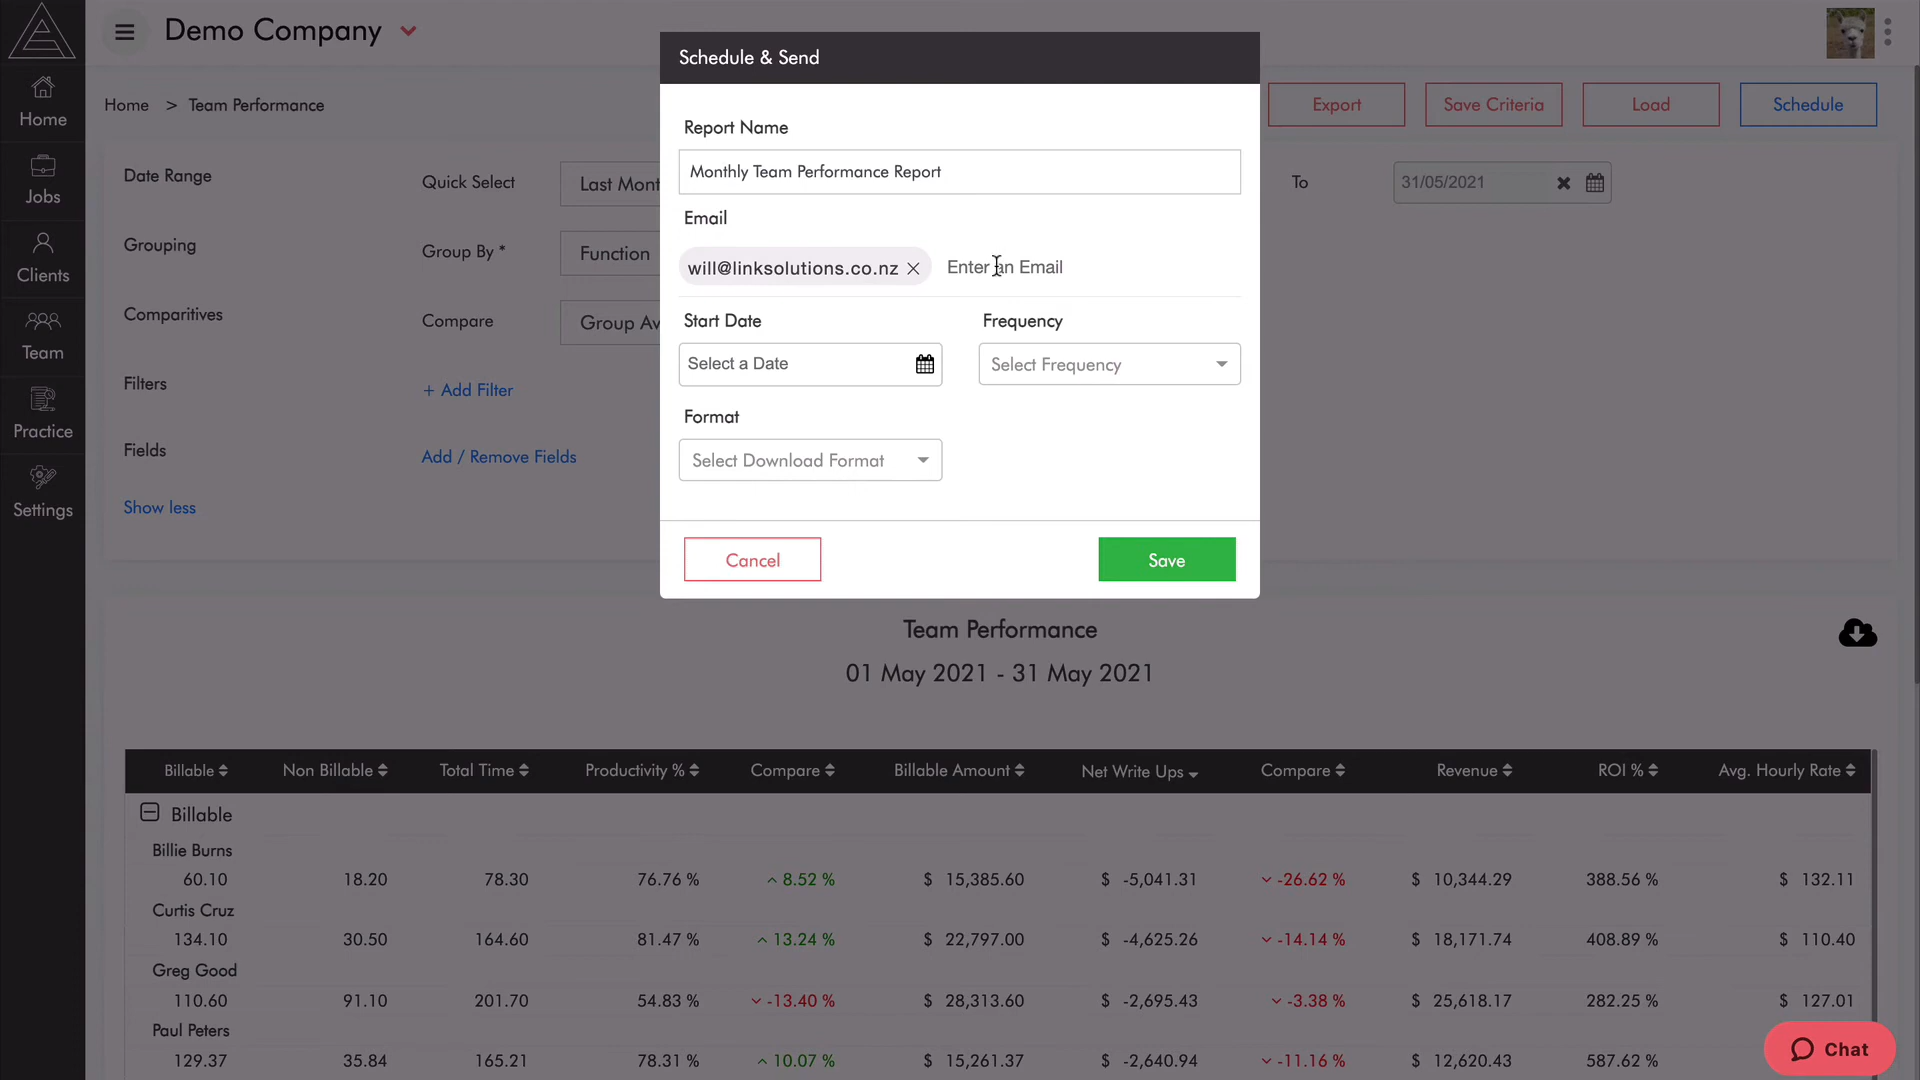 Demo Company
Home
Jobs
Clients
Team
Practice
Settings
Home > Team Performance
Export
Save Criteria
Load
Schedule
Date Range
Quick Select
Last Mont
To
31/05/2021
Grouping
Group By *
Function
Comparitives
Compare
Group Av
Filters
+ Add Filter
Fields
Add / Remove Fields
Show less
Schedule & Send
Report Name
Monthly Team Performance Report
Email
will@linksolutions.co.nz
Enter an Email
Start Date
Frequency
Select a Date
Select Frequency
Format
Select Download Format
Cancel
Save
Team Performance
01 May 2021 - 31 May 2021
Billable Non Billable Total Time Productivity % Compare Billable Amount Net Write Ups Compare Revenue ROI % Avg. Hourly Rate
Billable
Billie Burns
60.10 18.20 78.30 76.76 % 8.52 % $ 15,385.60 $ -5,041.31 -26.62 % $ 10,344.29 388.56 % $ 132.11
Curtis Cruz
134.10 30.50 164.60 81.47 % 13.24 % $ 22,797.00 $ -4,625.26 -14.14 % $ 18,171.74 408.89 % $ 110.40
Greg Good
110.60 91.10 201.70 54.83 % -13.40 % $ 28,313.60 $ -2,695.43 -3.38 % $ 25,618.17 282.25 % $ 127.01
Paul Peters
129.37 35.84 165.21 78.31 % 10.07 % $ 15,261.37 $ -2,640.94 -11.16 % $ 12,620.43 587.62 %
Chat